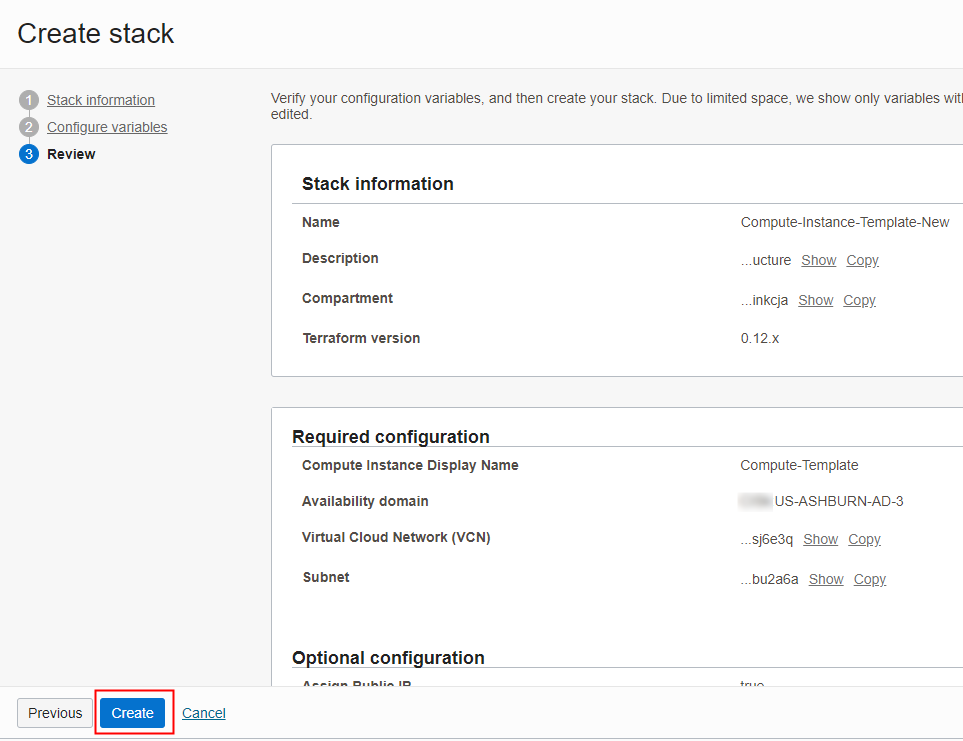 Create stack
1 Stack information
2 Configure variables
3 Review
Verify your configuration variables, and then create your stack. Due to limited space, we show only variables
edited.
Stack information
Name Compute-Instance-Template-New
Description ...ucture Show Copy
Compartment ...inkcja Show Copy
Terraform version 0.12.x
Required configuration
Compute Instance Display Name Compute-Template
Availability domain US-ASHBURN-AD-3
Virtual Cloud Network (VCN) ...sj6e3q Show Copy
Subnet ...bu2a6a Show Copy
Optional configuration
Assign Public IP true
Previous Create Cancel